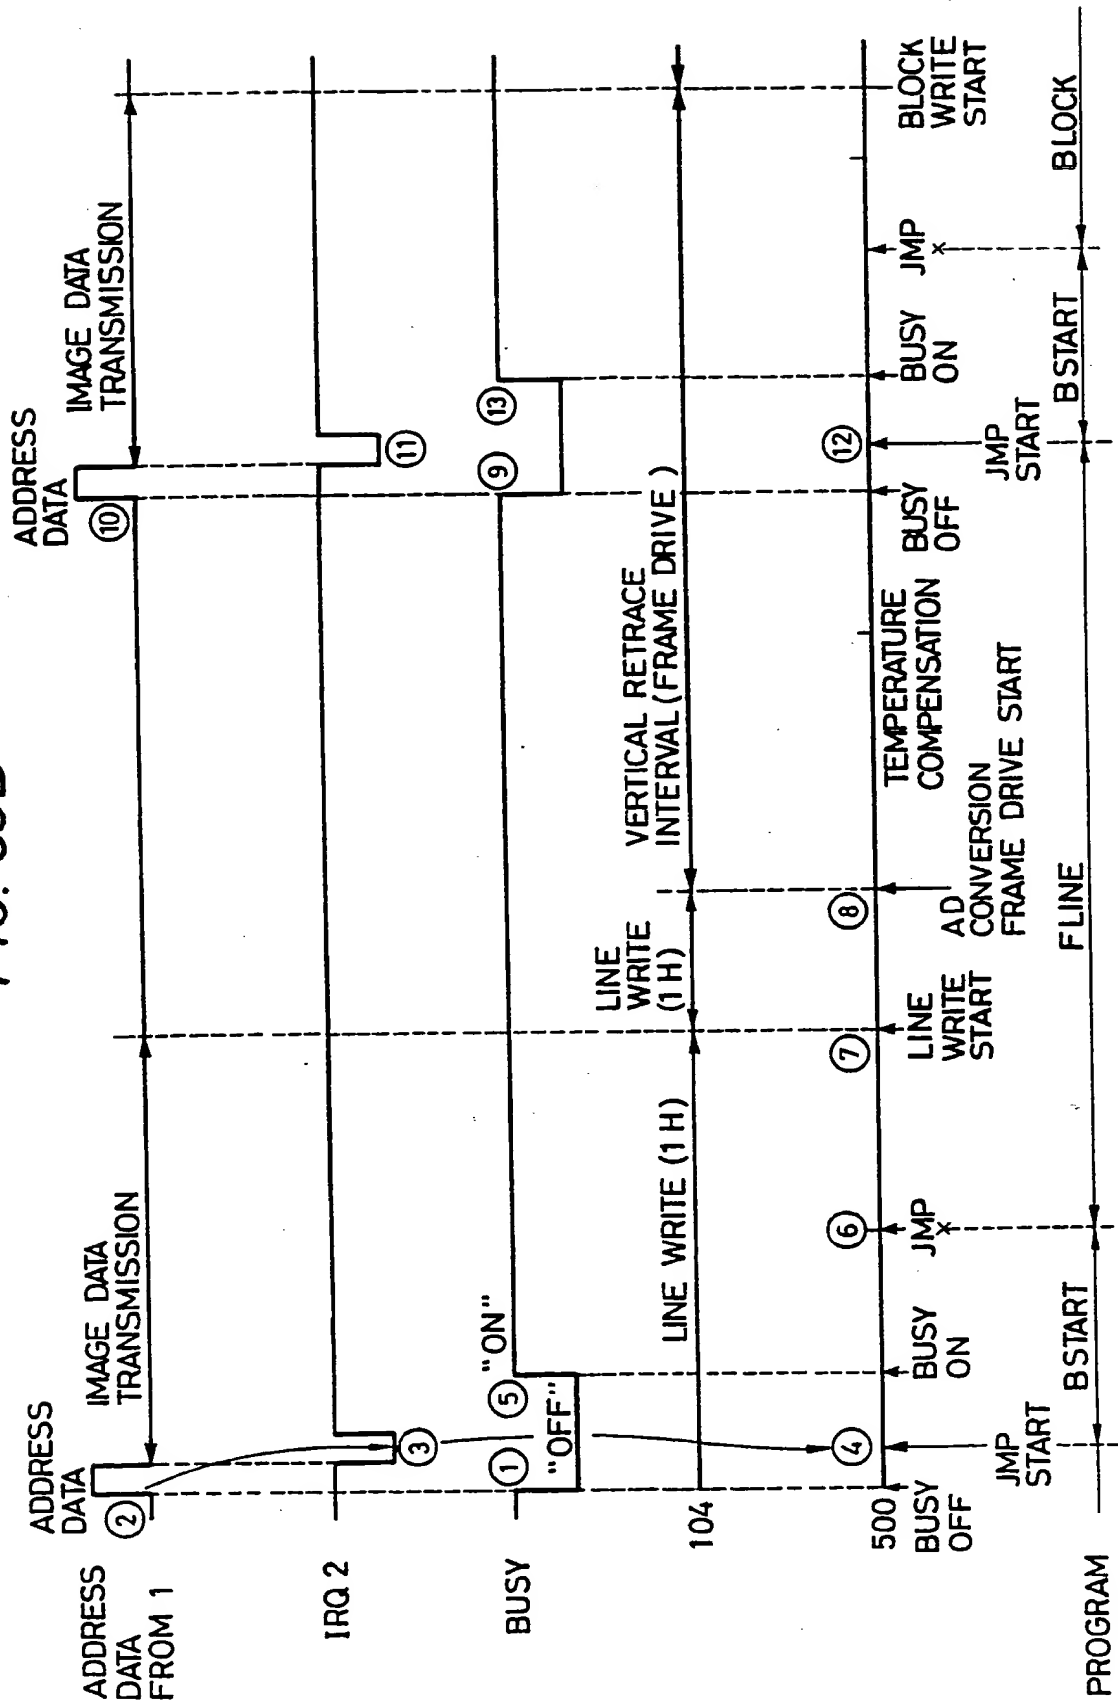 ADDRESS
DATA
FROM 1
ADDRESS
DATA
②
IMAGE DATA
TRANSMISSION
ADDRESS
DATA
⑩
IMAGE DATA
TRANSMISSION
IRQ 2
③
⑪
BUSY
①
"OFF"
⑤
"ON"
⑨
⑬
104
LINE WRITE (1 H)
LINE
WRITE
(1 H)
VERTICAL RETRACE
INTERVAL (FRAME DRIVE)
500
④
⑥
⑦
⑧
⑫
BUSY
OFF
JMP
START
BUSY
ON
JMP
×
LINE
WRITE
START
AD
CONVERSION
FRAME DRIVE START
TEMPERATURE
COMPENSATION
BUSY
OFF
JMP
START
BUSY
ON
JMP
×
BLOCK
WRITE
START
PROGRAM
BSTART
FLINE
BSTART
BLOCK